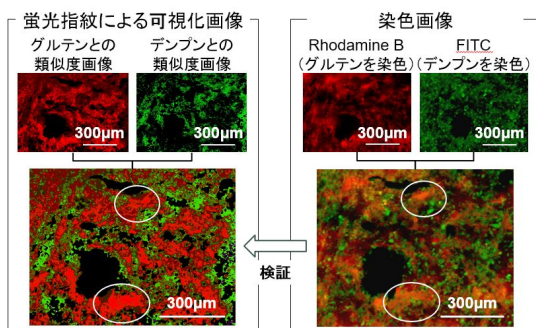 蛍光指紋による可視化画像
グルテンとの
類似度画像
デンプンとの
類似度画像
300μm
300μm
300μm
染色画像
Rhodamine B
(グルテンを染色)
FITC
(デンプンを染色)
300μm
300μm
300μm
検証